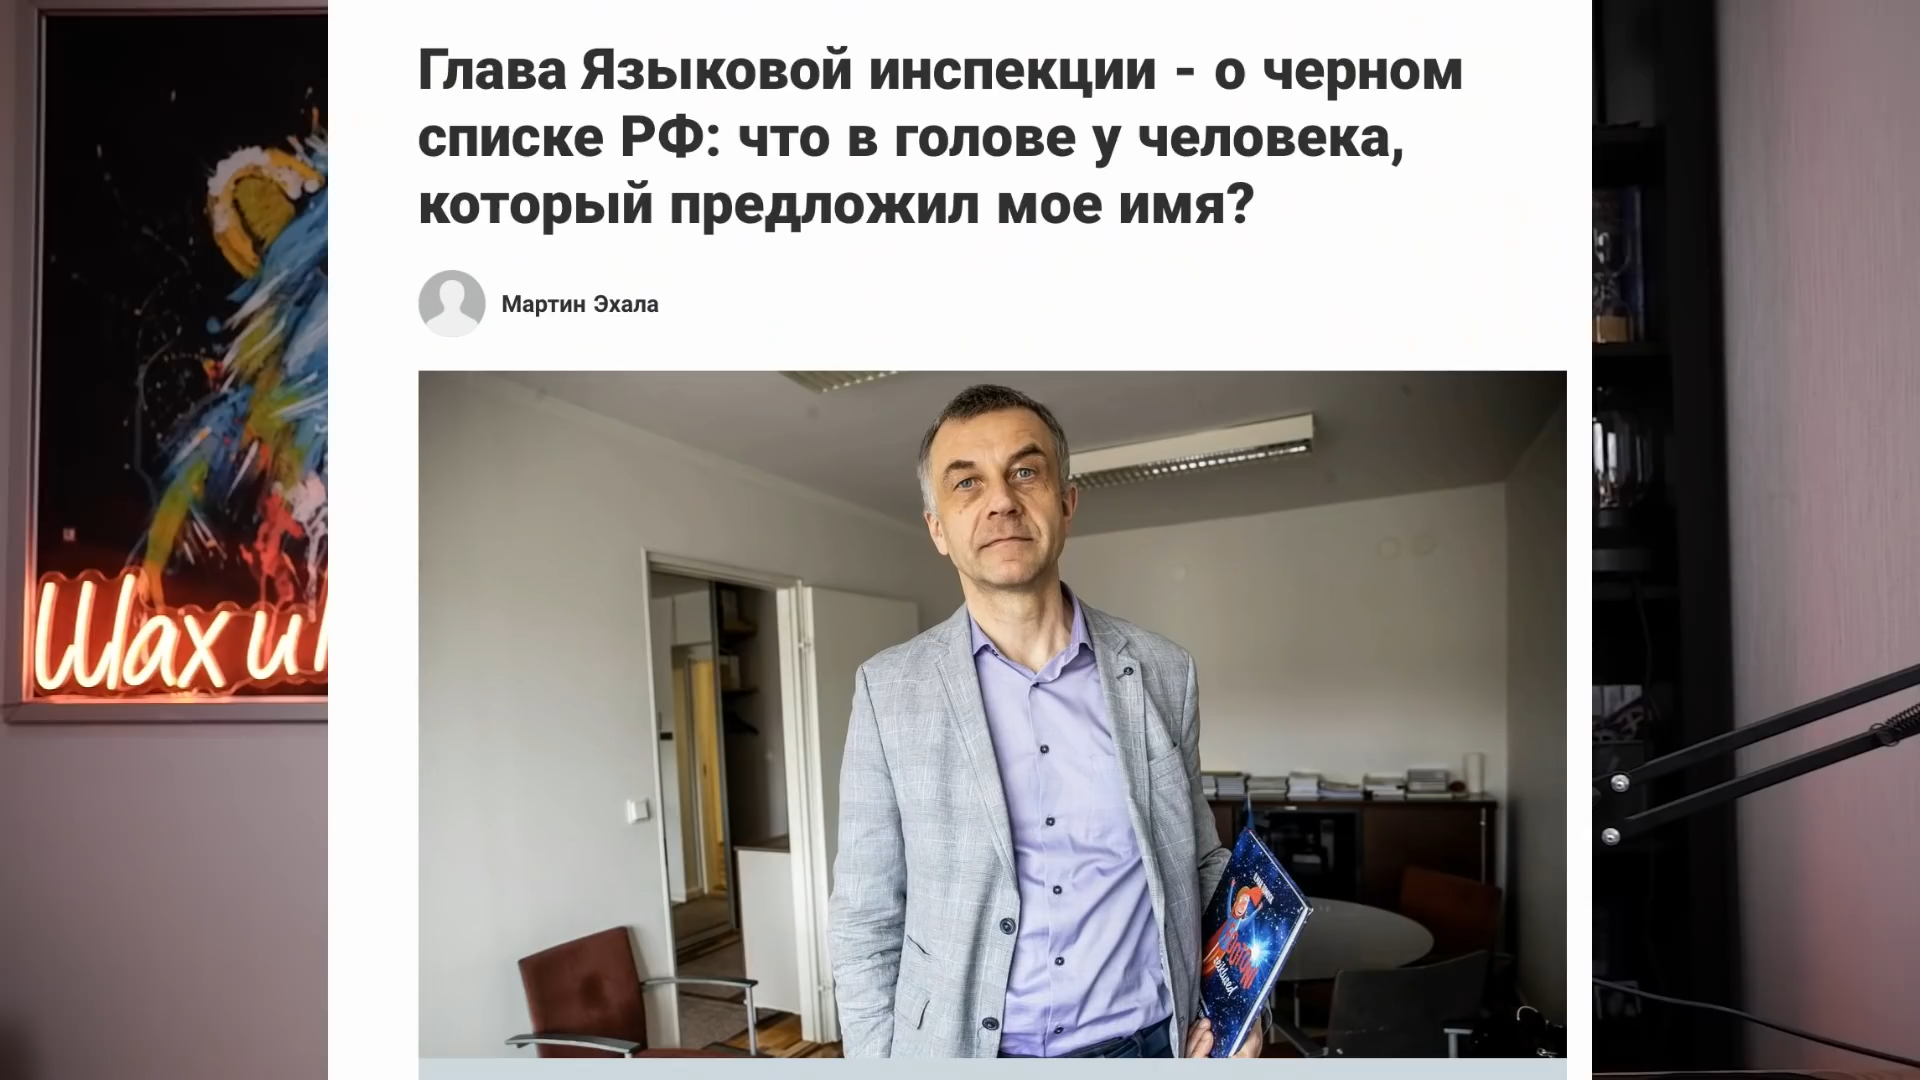 Глава Языковой инспекции - о черном
списке РФ: что в голове у человека,
который предложил мое имя?
Мартин Эхала
Шах и